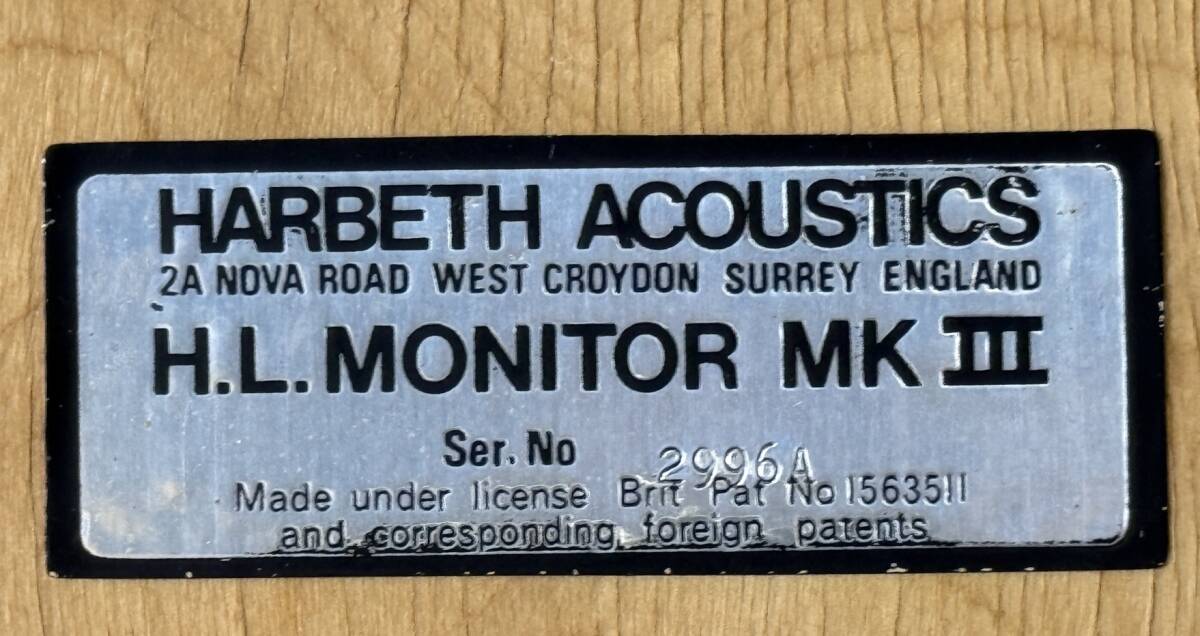 HARBETH ACOUSTICS
2A NOVA ROAD WEST CROYDON SURREY ENGLAND
H.L. MONITOR MK III
Ser. No 2996A
Made under license Brit Pat No 1563511
and corresponding foreign patents